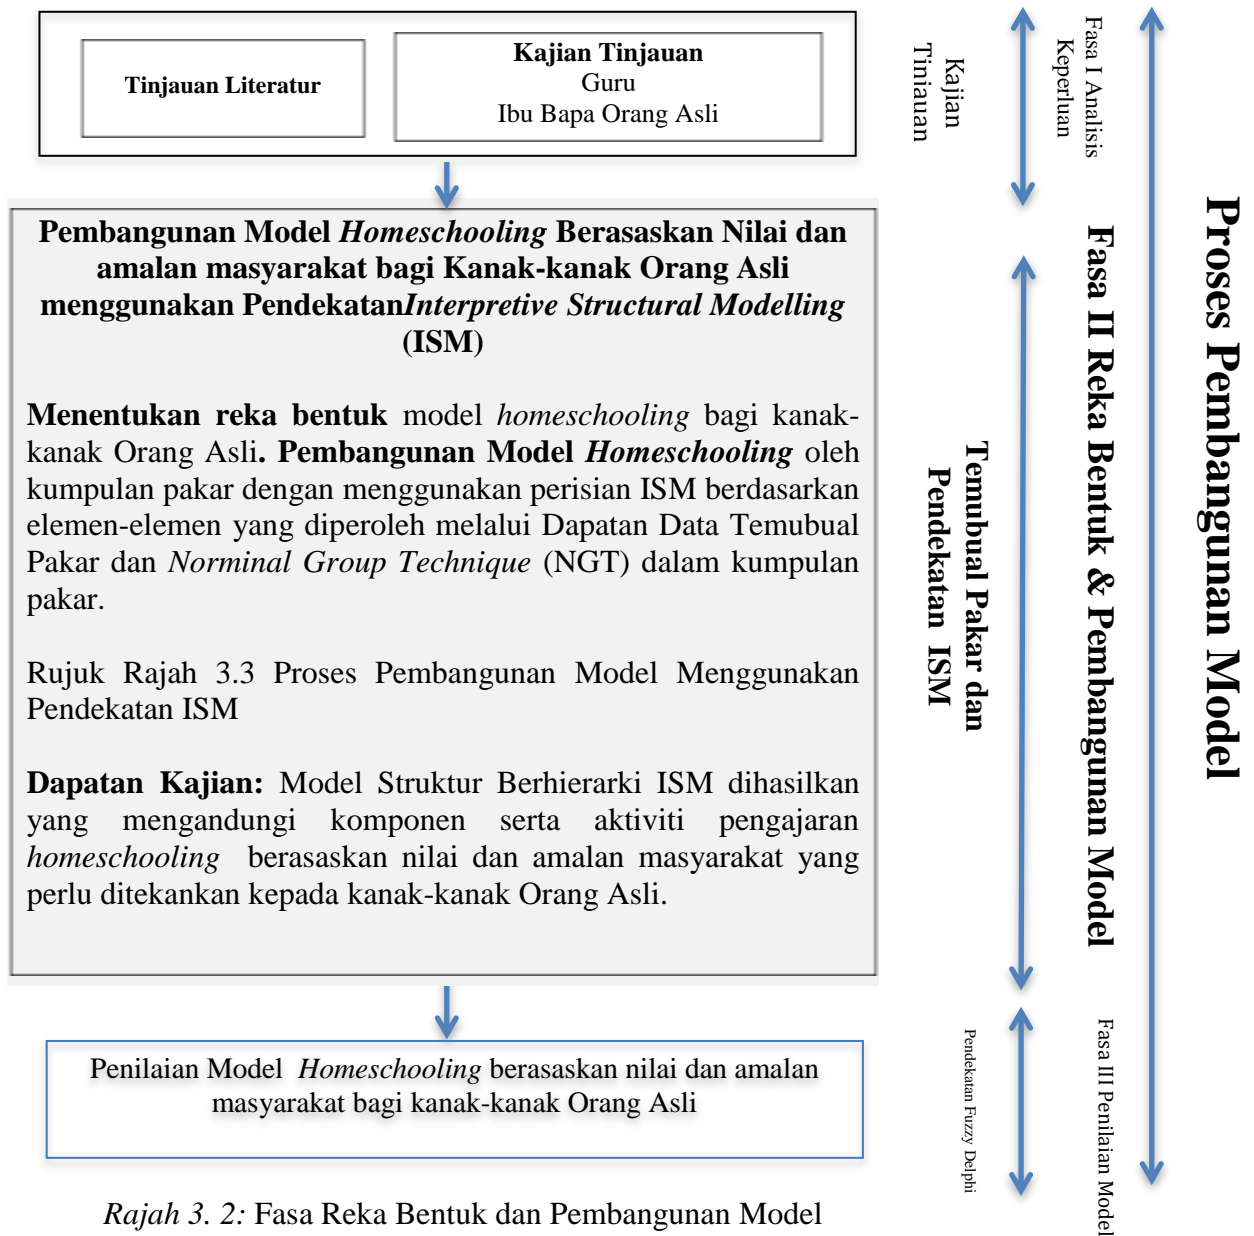 Tinjauan Literatur
Kajian Tinjauan
Guru
Ibu Bapa Orang Asli
Pembangunan Model Homeschooling Berasaskan Nilai dan
amalan masyarakat bagi Kanak-kanak Orang Asli
menggunakan PendekatanInterpretive Structural Modelling
(ISM)
Menentukan reka bentuk model homeschooling bagi kanak-
kanak Orang Asli. Pembangunan Model Homeschooling oleh
kumpulan pakar dengan menggunakan perisian ISM berdasarkan
elemen-elemen yang diperoleh melalui Dapatan Data Temubual
Pakar dan Norminal Group Technique (NGT) dalam kumpulan
pakar.
Rujuk Rajah 3.3 Proses Pembangunan Model Menggunakan
Pendekatan ISM
Dapatan Kajian: Model Struktur Berhierarki ISM dihasilkan
yang mengandungi komponen serta aktiviti pengajaran
homeschooling berasaskan nilai dan amalan masyarakat yang
perlu ditekankan kepada kanak-kanak Orang Asli.
Penilaian Model Homeschooling berasaskan nilai dan amalan
masyarakat bagi kanak-kanak Orang Asli
Kajian
Tiniauan
Fasa I Analisis
Keperluan
Temubual Pakar dan
Pendekatan ISM
Fasa II Reka Bentuk & Pembangunan Model
Pendekatan Fuzzy Delphi
Fasa III Penilaian Model
Proses Pembangunan Model
Rajah 3. 2: Fasa Reka Bentuk dan Pembangunan Model